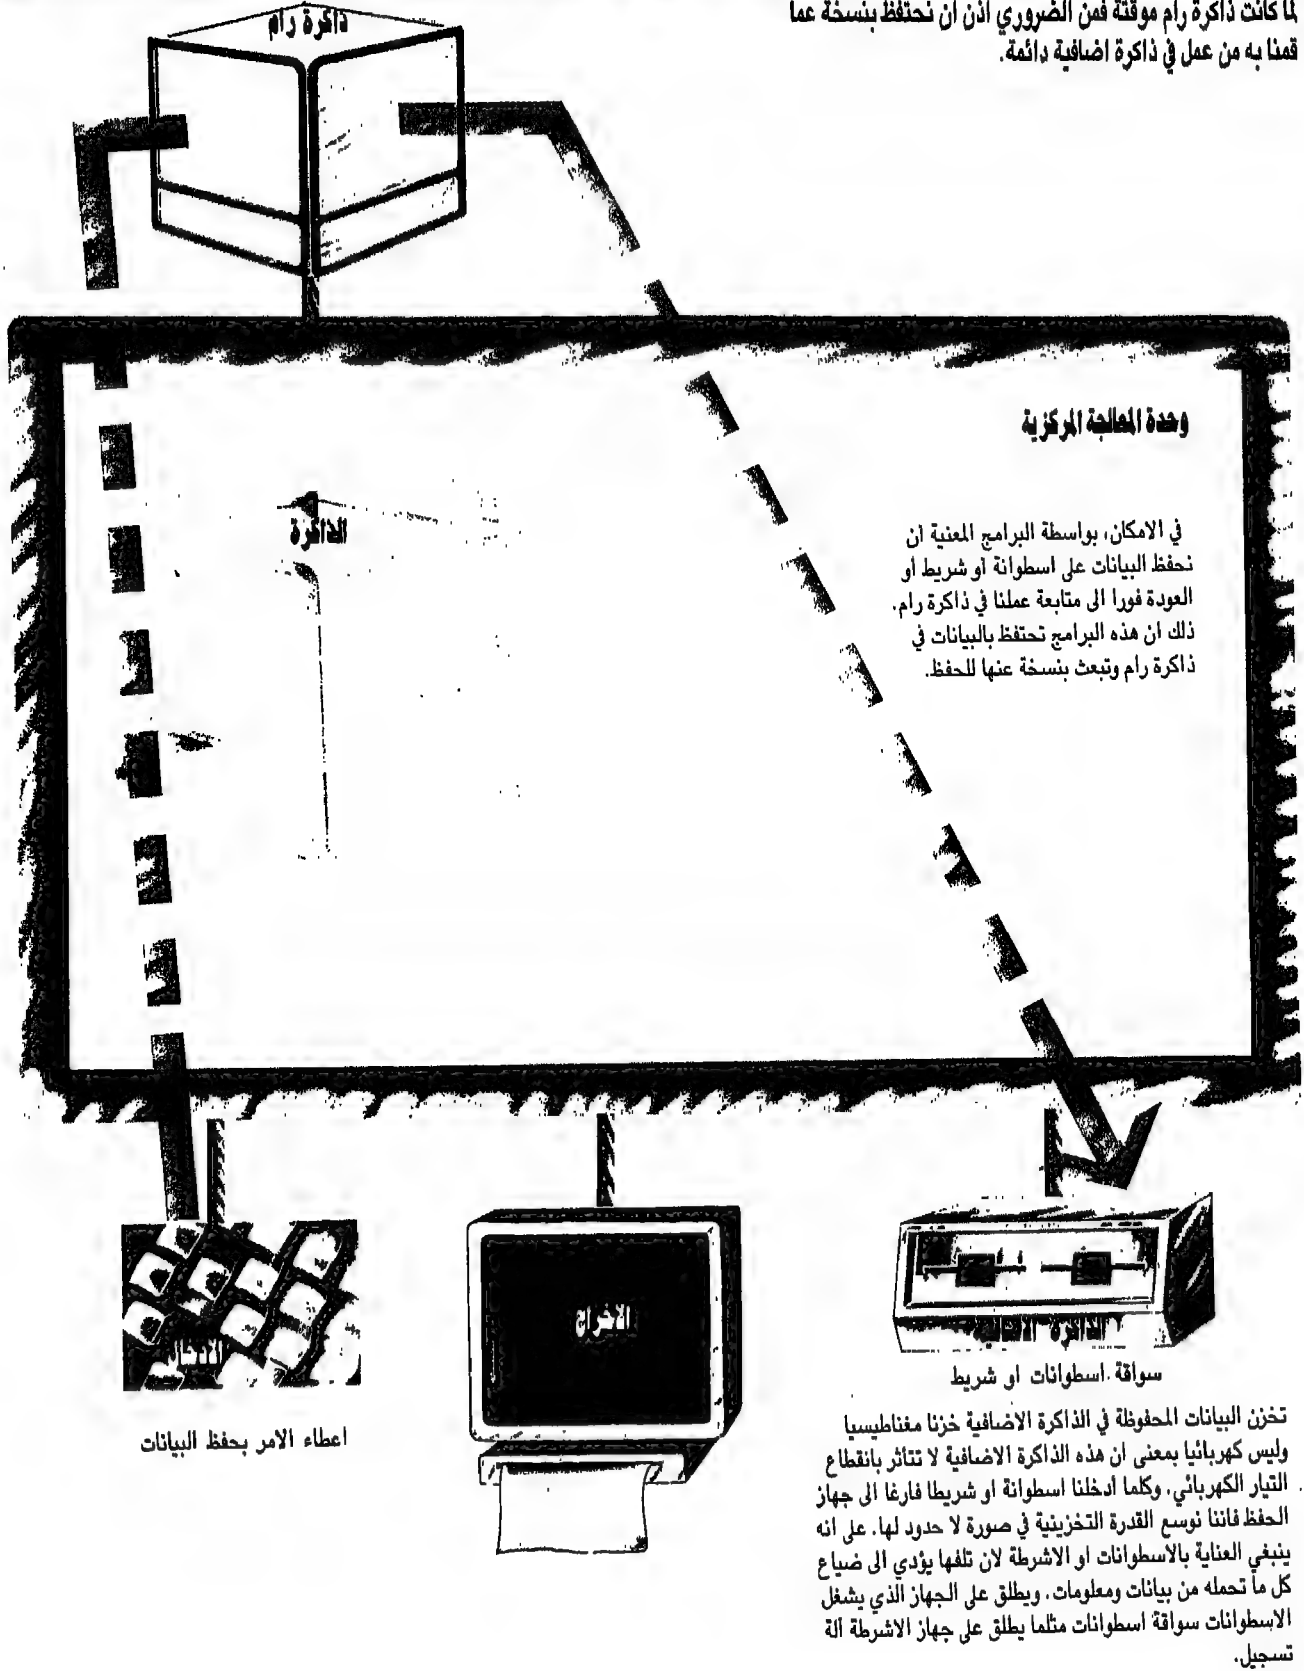 لما كانت ذاكرة رام موقتة فمن الضروري اذن ان نحتفظ بنسخة عما
قمنا به من عمل في ذاكرة اضافية دائمة.
ذاكرة رام
وحدة المعالجة المركزية
الذاكرة
في الامكان، بواسطة البرامج المعنية ان
نحفظ البيانات على اسطوانة أو شريط أو
العودة فورا الى متابعة عملنا في ذاكرة رام.
ذلك ان هذه البرامج تحتفظ بالبيانات في
ذاكرة رام وتبعث بنسخة عنها للحفظ.
الادخال
الاخراج
الذاكرة الاضافية
سواقة اسطوانات او شريط
اعطاء الامر بحفظ البيانات
تخزن البيانات المحفوظة في الذاكرة الاضافية خزنا مغناطيسيا
وليس كهربائيا بمعنى ان هذه الذاكرة الاضافية لا تتأثر بانقطاع
التيار الكهربائي. وكلما أدخلنا اسطوانة او شريطا فارغا الى جهاز
الحفظ فاننا نوسع القدرة التخزينية في صورة لا حدود لها. على انه
ينبغي العناية بالاسطوانات او الاشرطة لان تلفها يؤدي الى ضياع
كل ما تحمله من بيانات ومعلومات. ويطلق على الجهاز الذي يشغل
الاسطوانات سواقة اسطوانات مثلما يطلق على جهاز الاشرطة آلة
تسجيل.